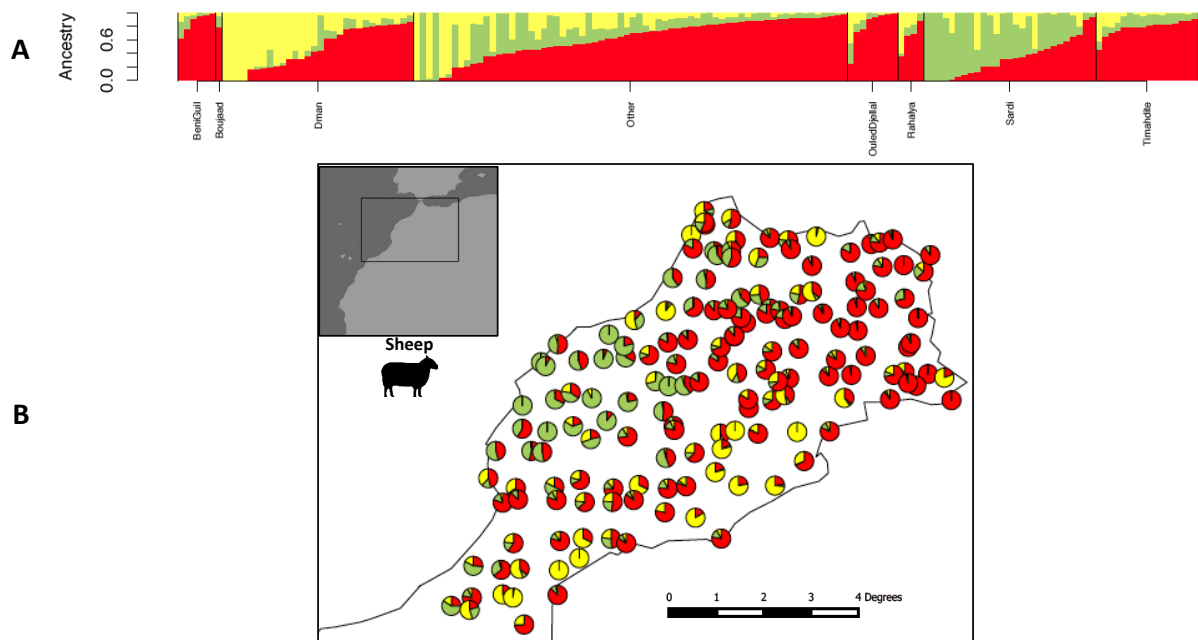 A
Ancestry
0.6
0.0
BeniGuil
Boujaad
Dman
Other
OuledDjellal
Rahalya
Sardi
Timahdite
Sheep
B
0 1 2 3 4 Degrees